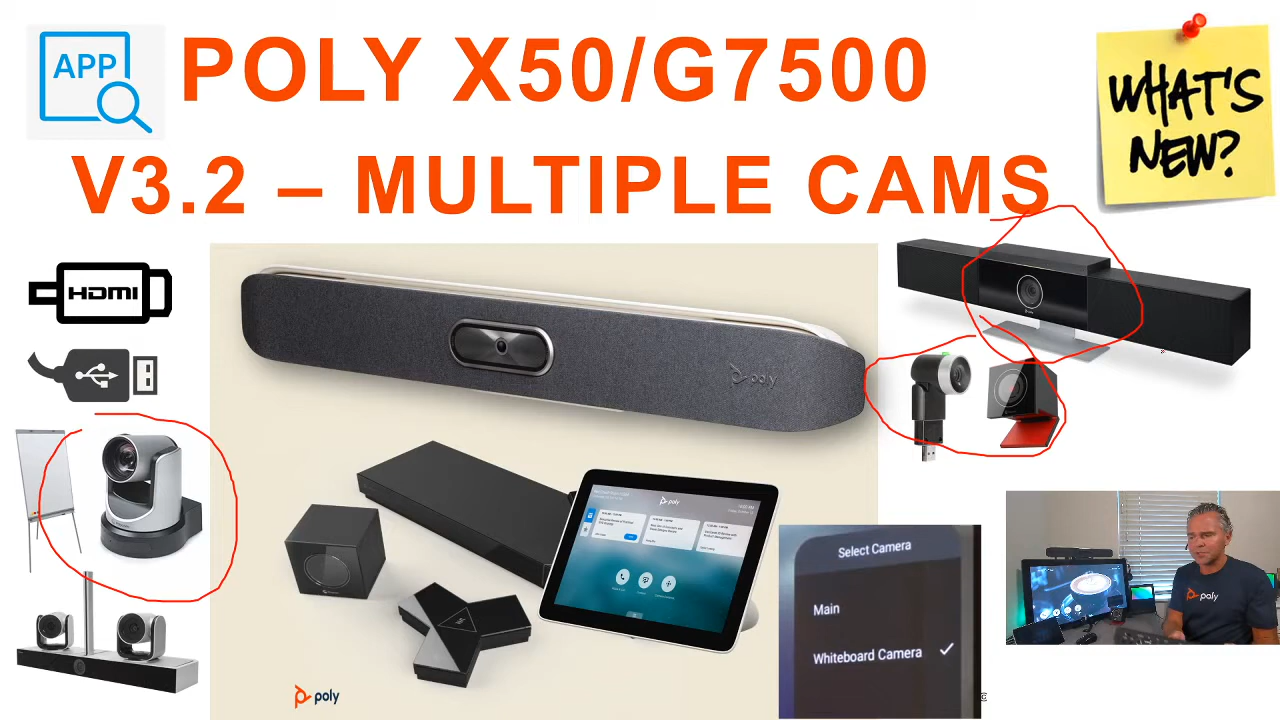 APP
POLY X50/G7500
V3.2 – MULTIPLE CAMS
WHAT'S
NEW?
HDMI
poly
poly
Select Camera
Main
Whiteboard Camera
poly
poly